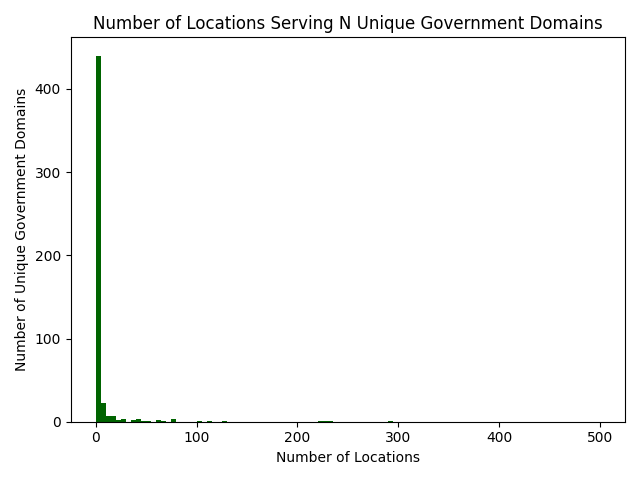 Number of Locations Serving N Unique Government Domains
Number of Unique Government Domains
400
300
200
100
0
0 100 200 300 400 500
Number of Locations